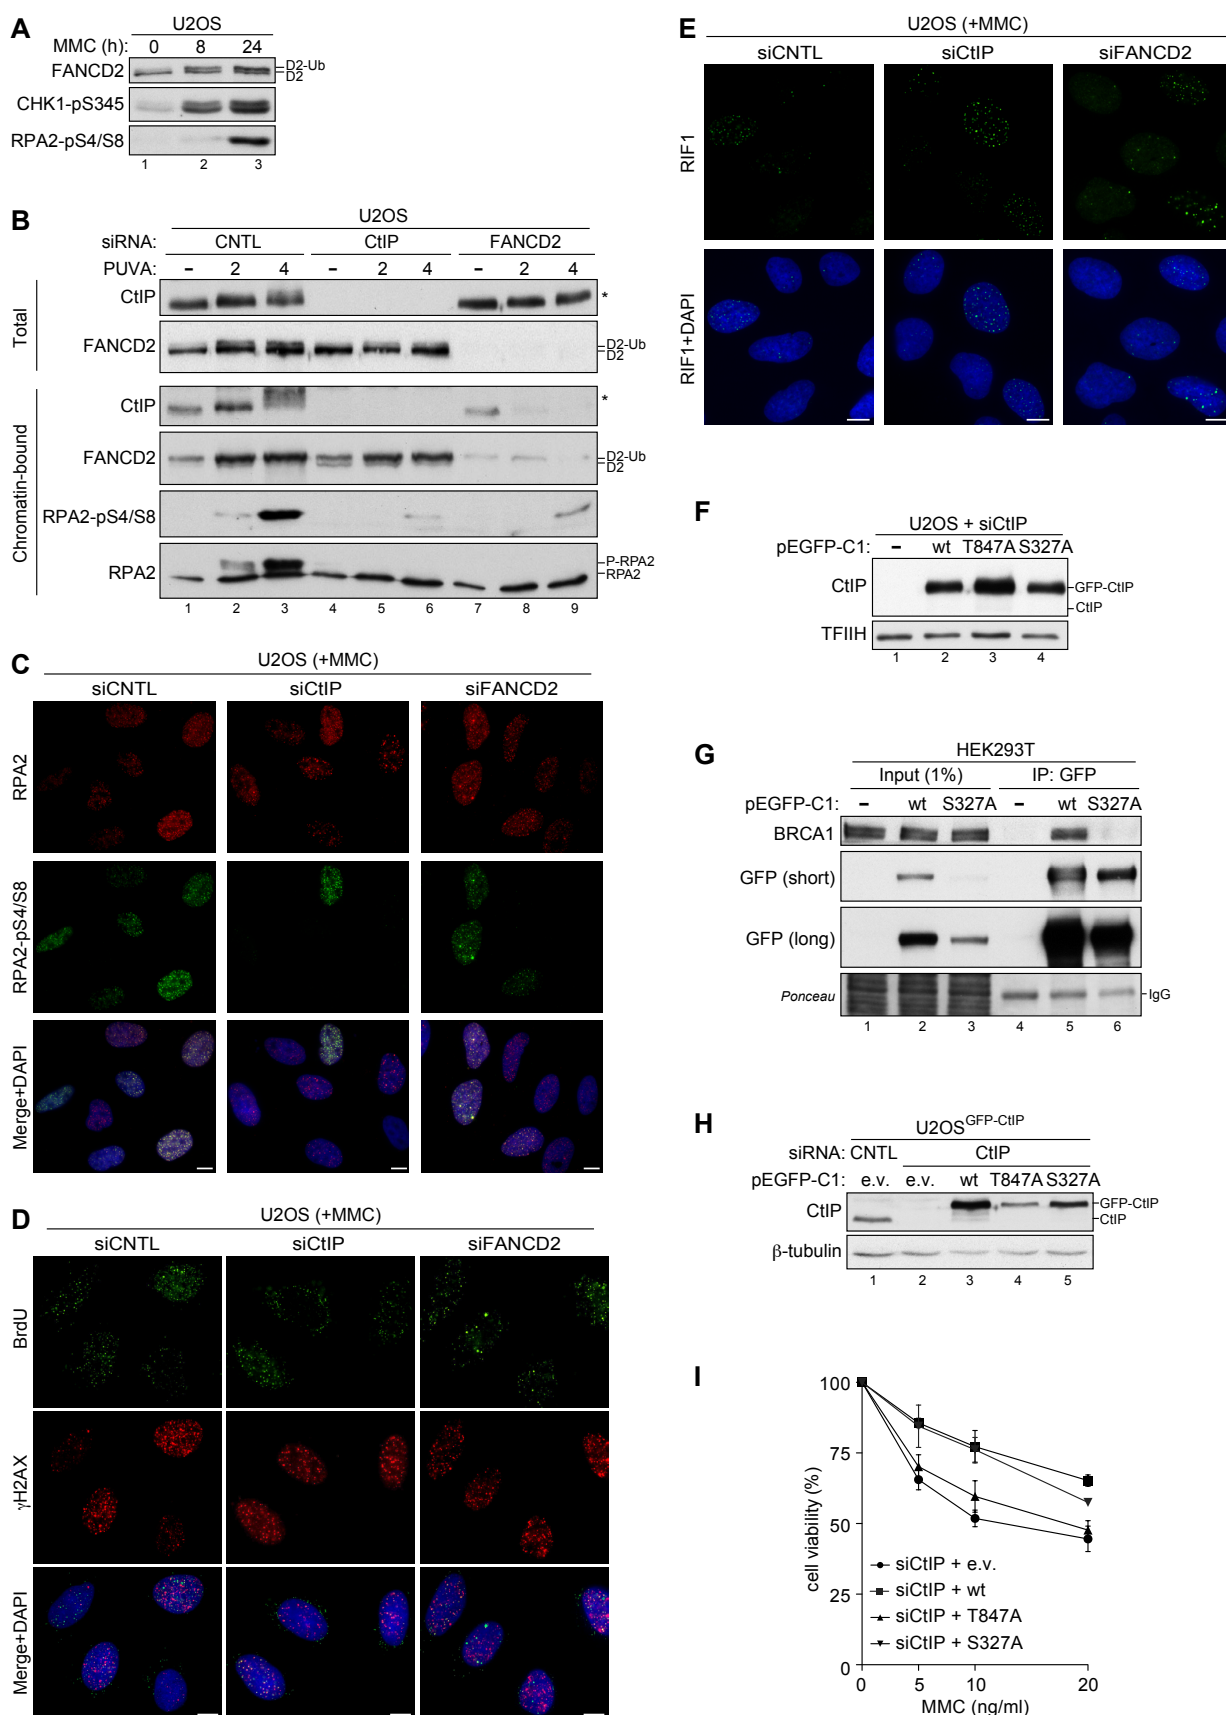 A
U2OS
MMC (h): 0 8 24
FANCD2
D2-Ub
D2
CHK1-pS345
RPA2-pS4/S8
1 2 3
B
U2OS
siRNA: CNTL CtIP FANCD2
PUVA: – 2 4 – 2 4 – 2 4
Total
CtIP *
FANCD2
D2-Ub
D2
Chromatin-bound
CtIP *
FANCD2
D2-Ub
D2
RPA2-pS4/S8
RPA2
P-RPA2
RPA2
1 2 3 4 5 6 7 8 9
C
U2OS (+MMC)
siCNTL siCtIP siFANCD2
RPA2
RPA2-pS4/S8
Merge+DAPI
D
U2OS (+MMC)
siCNTL siCtIP siFANCD2
BrdU
γH2AX
Merge+DAPI
E
U2OS (+MMC)
siCNTL siCtIP siFANCD2
RIF1
RIF1+DAPI
F
U2OS + siCtIP
pEGFP-C1: – wt T847A S327A
CtIP
GFP-CtIP
CtIP
TFIIH
1 2 3 4
G
HEK293T
Input (1%) IP: GFP
pEGFP-C1: – wt S327A – wt S327A
BRCA1
GFP (short)
GFP (long)
Ponceau
IgG
1 2 3 4 5 6
H
U2OS^GFP-CtIP
siRNA: CNTL CtIP
pEGFP-C1: e.v. e.v. wt T847A S327A
CtIP
GFP-CtIP
CtIP
β-tubulin
1 2 3 4 5
I
100
75
50
25
0
cell viability (%)
siCtIP + e.v.
siCtIP + wt
siCtIP + T847A
siCtIP + S327A
0 5 10 20
MMC (ng/ml)